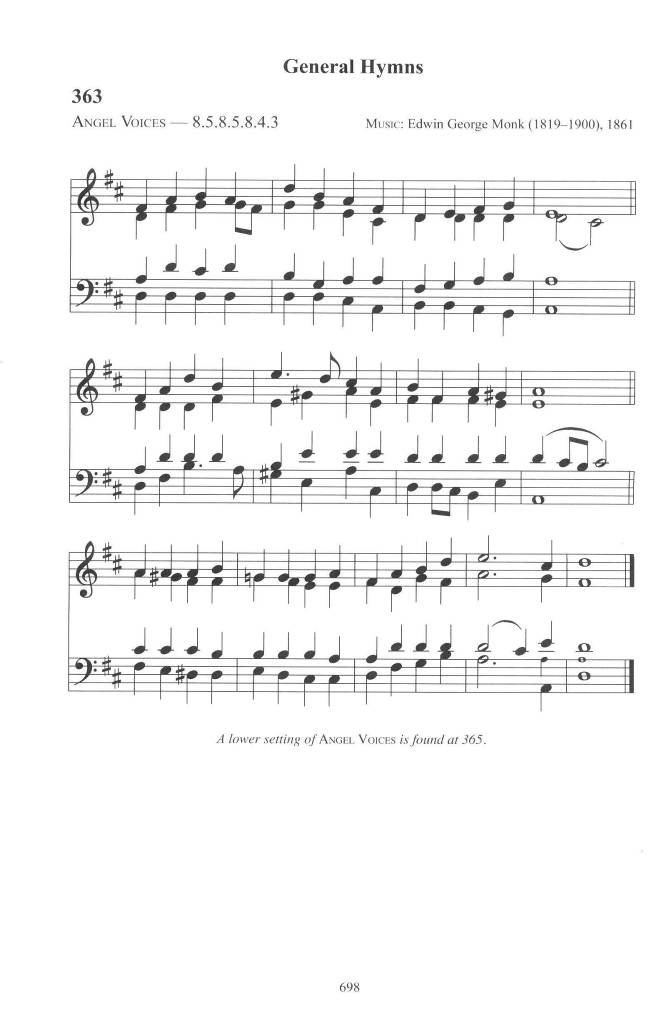 General Hymns
363
ANGEL VOICES — 8.5.8.5.8.4.3 MUSIC: Edwin George Monk (1819–1900), 1861
A lower setting of ANGEL VOICES is found at 365.
698